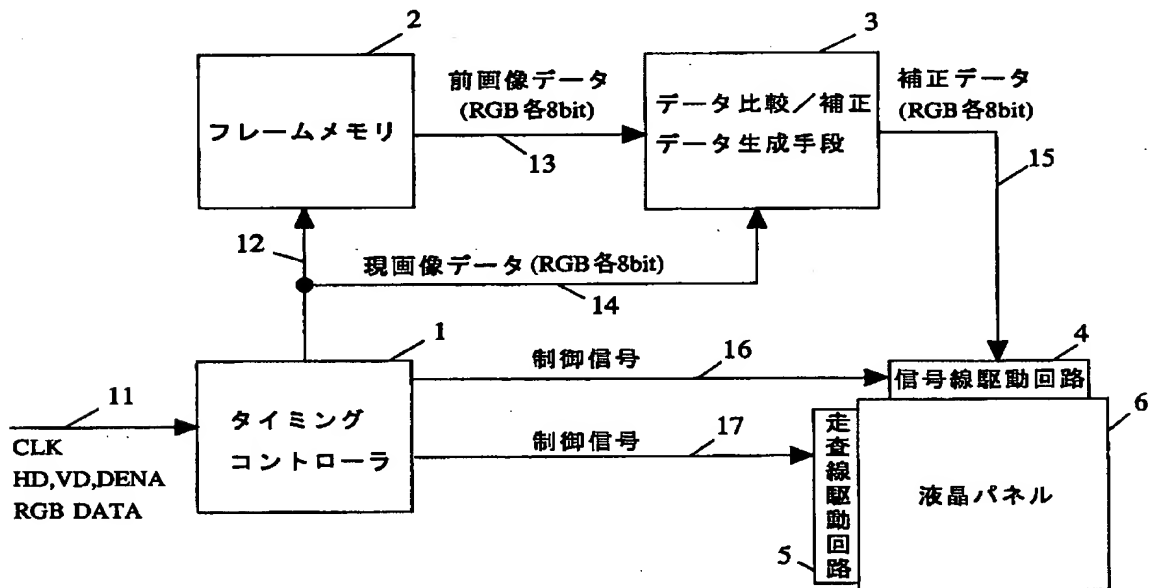 2
フレームメモリ
前画像データ
(RGB各8bit)
13
3
データ比較／補正
データ生成手段
補正データ
(RGB各8bit)
15
12
現画像データ(RGB各8bit)
14
1
タイミング
コントローラ
11
CLK
HD,VD,DENA
RGB DATA
制御信号
16
制御信号
17
4
信号線駆動回路
走査線駆動回路
5
液晶パネル
6